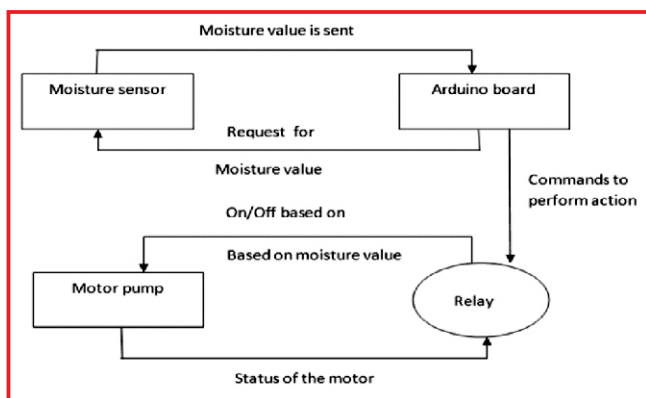 Moisture value is sent
Moisture sensor
Arduino board
Request for
Moisture value
Commands to
perform action
On/Off based on
Based on moisture value
Motor pump
Relay
Status of the motor